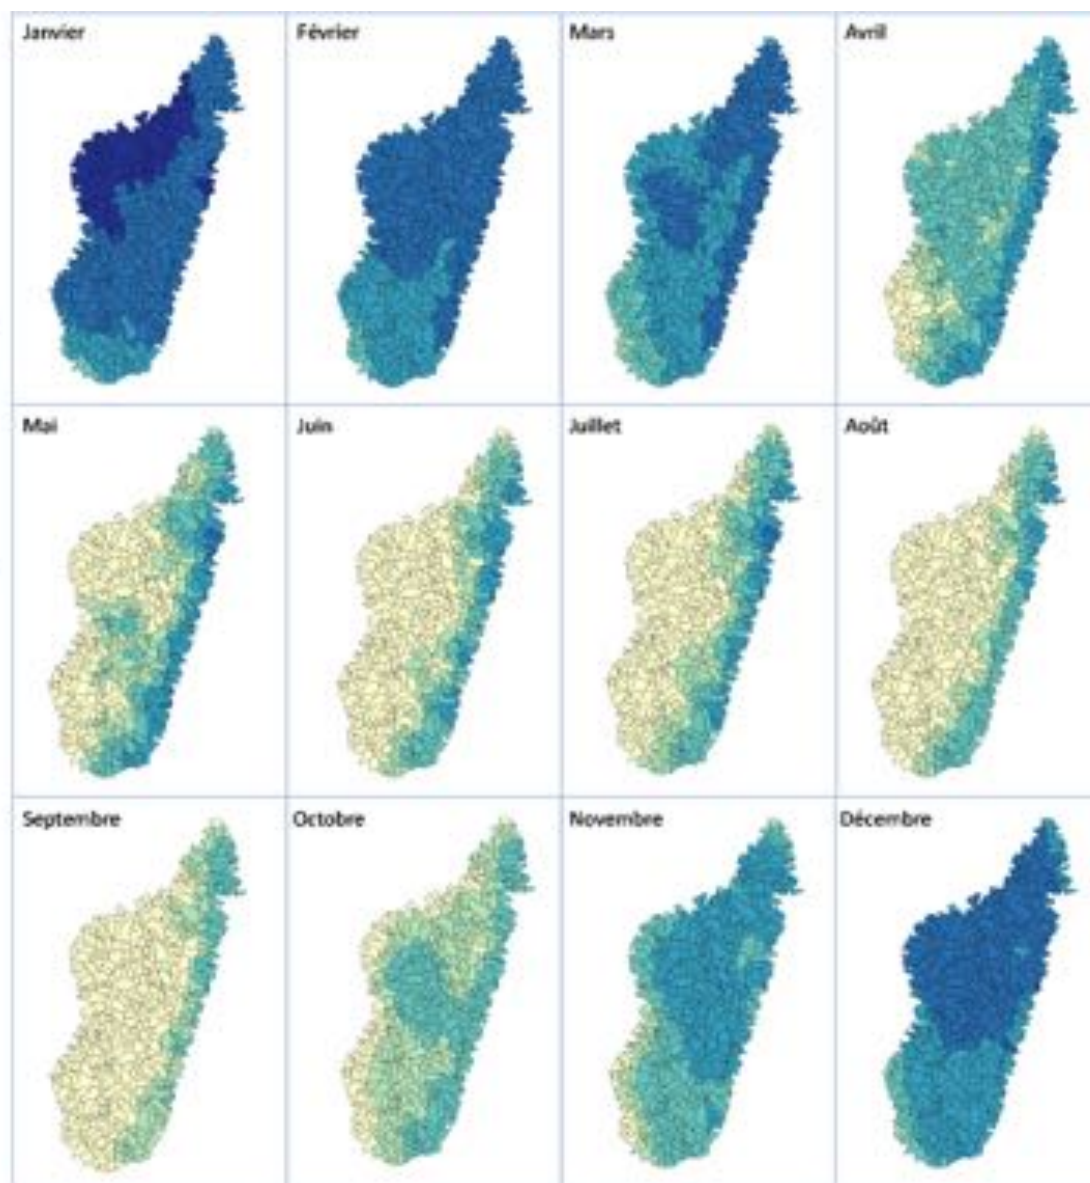 Janvier
Février
Mars
Avril
Mai
Juin
Juillet
Août
Septembre
Octobre
Novembre
Décembre